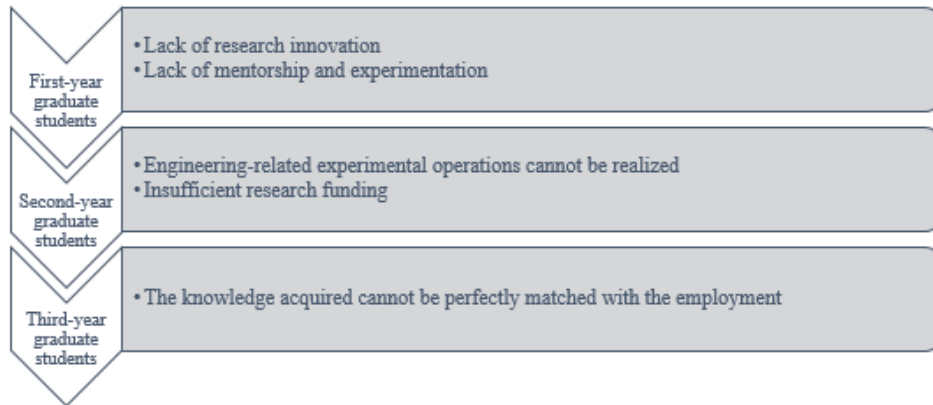 First-year
graduate
students
•Lack of research innovation
•Lack of mentorship and experimentation
Second-year
graduate
students
•Engineering-related experimental operations cannot be realized
•Insufficient research funding
Third-year
graduate
students
•The knowledge acquired cannot be perfectly matched with the employment